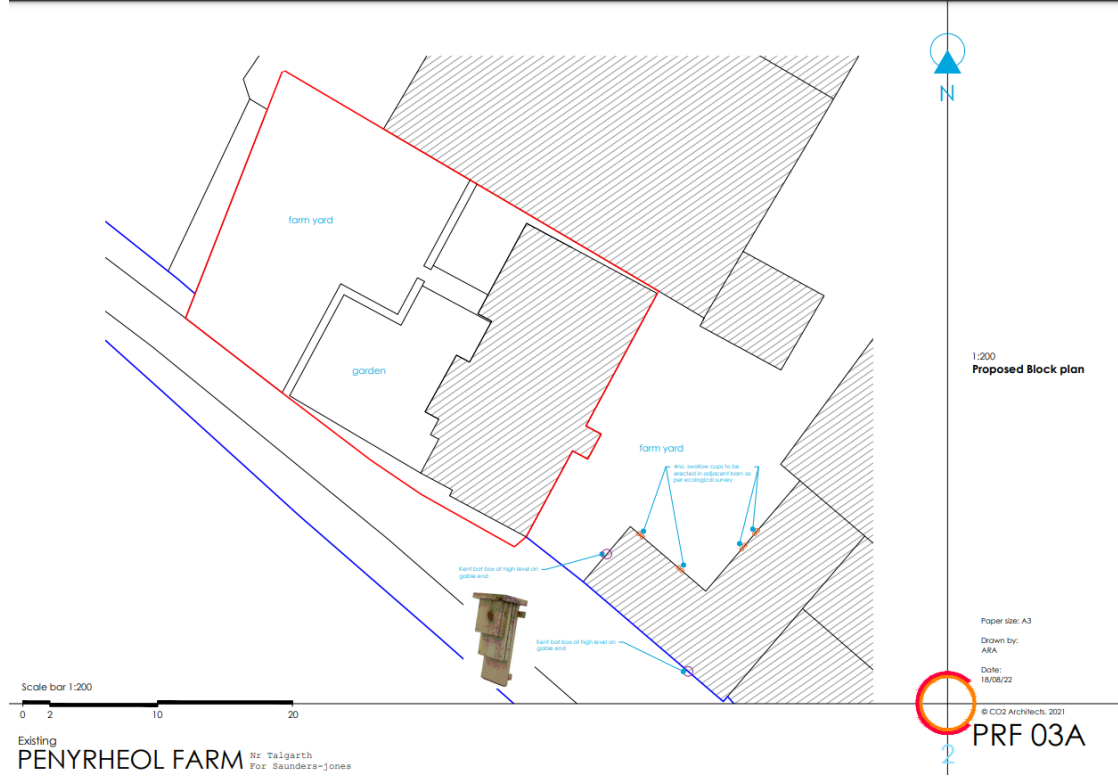 N
farm yard
1:200
Proposed Block plan
garden
farm yard
4no. swallow cups to be
erected in adjacent barn as
per ecological survey
Kent bat box at high level on
gable end
Kent bat box at high level on
gable end
Paper size: A3
Drawn by:
ARA
Date:
18/08/22
Scale bar 1:200
0 2 10 20
© CO2 Architects, 2021
PRF 03A
2
Existing
PENYRHEOL FARM
Nr Talgarth
For Saunders-jones